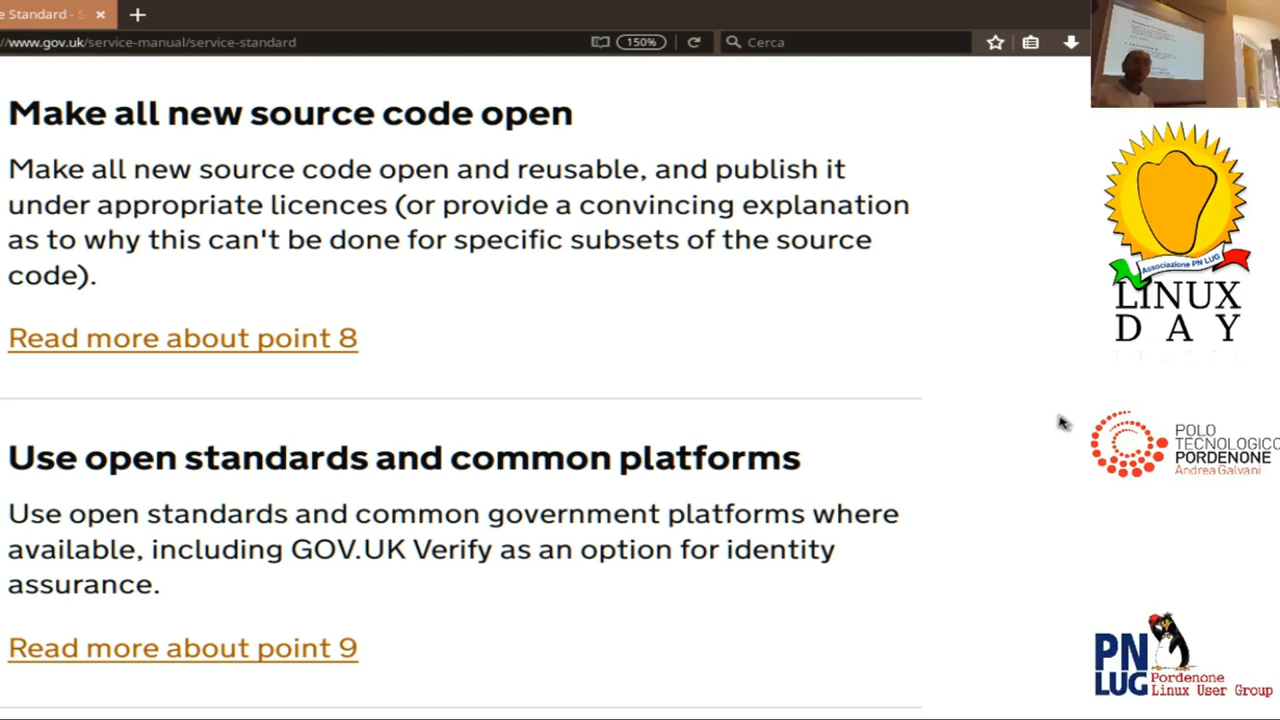 e Standard - S
//www.gov.uk/service-manual/service-standard
150%
Cerca
Make all new source code open
Make all new source code open and reusable, and publish it
under appropriate licences (or provide a convincing explanation
as to why this can't be done for specific subsets of the source
code).
Read more about point 8
Use open standards and common platforms
Use open standards and common government platforms where
available, including GOV.UK Verify as an option for identity
assurance.
Read more about point 9
Associazione PN LUG
LINUX
DAY
POLO
TECNOLOGICO
PORDENONE
Andrea Galvani
PN
LUG
Pordenone
Linux User Group